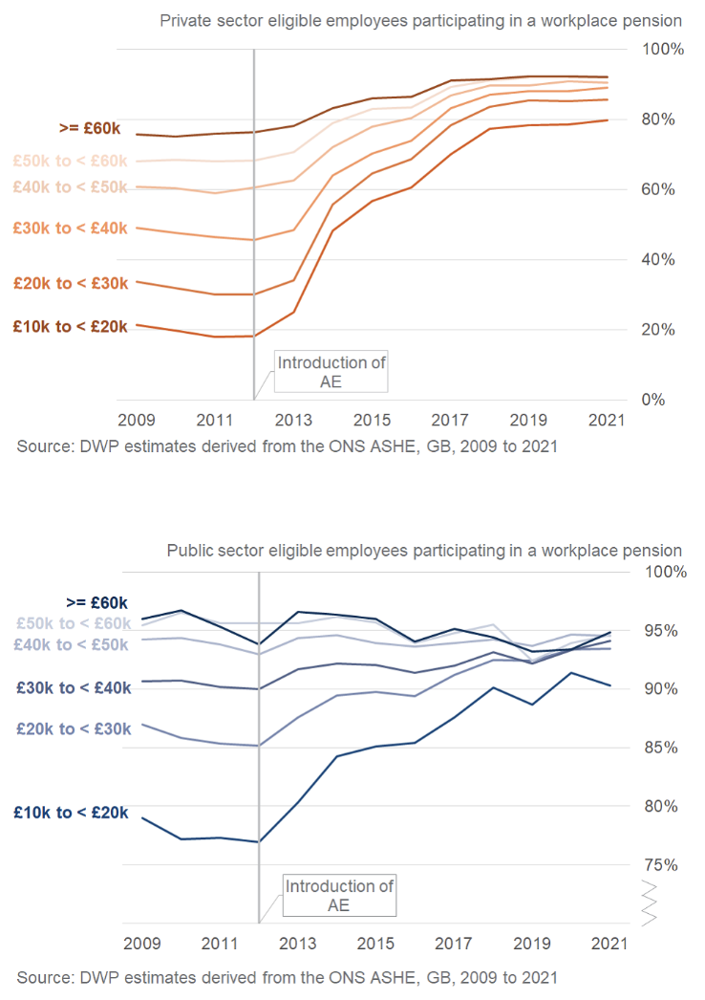 Private sector eligible employees participating in a workplace pension
100%
>= £60k
80%
£50k to < £60k
£40k to < £50k
60%
£30k to < £40k
40%
£20k to < £30k
£10k to < £20k
20%
Introduction of
AE
0%
2009 2011 2013 2015 2017 2019 2021
Source: DWP estimates derived from the ONS ASHE, GB, 2009 to 2021
Public sector eligible employees participating in a workplace pension
100%
>= £60k
£50k to < £60k
95%
£40k to < £50k
£30k to < £40k
90%
£20k to < £30k
85%
£10k to < £20k
80%
75%
Introduction of
AE
2009 2011 2013 2015 2017 2019 2021
Source: DWP estimates derived from the ONS ASHE, GB, 2009 to 2021